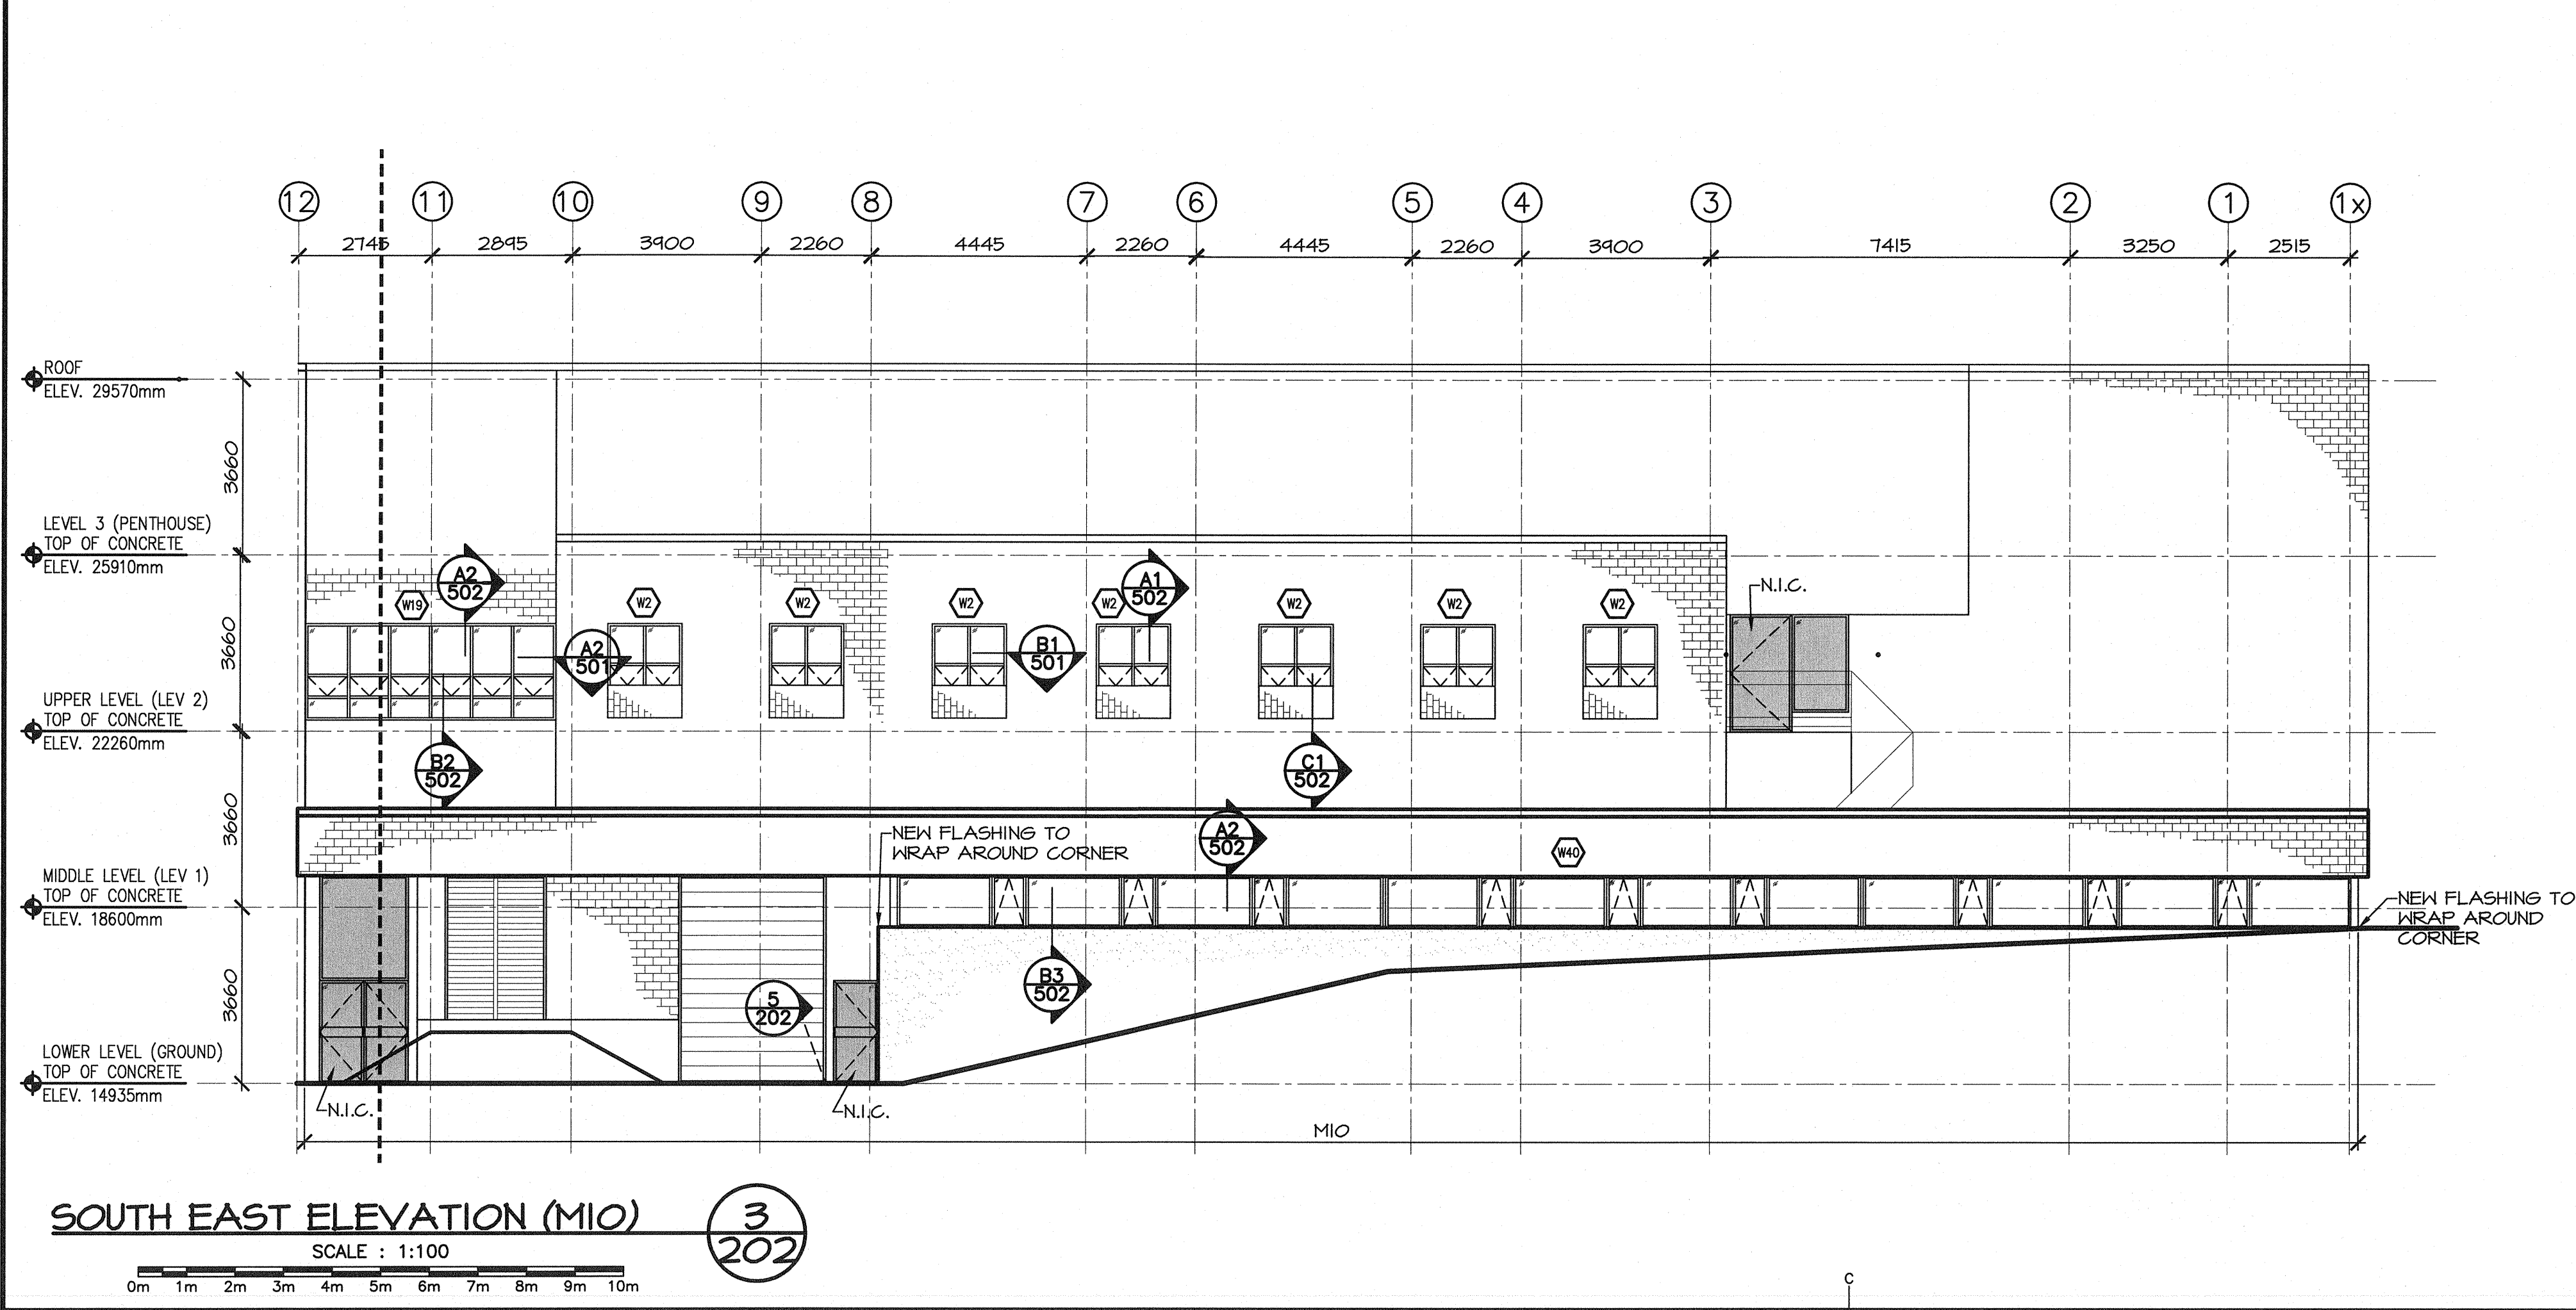 12 11 10 9 8 7 6 5 4 3 2 1 1x
2745 2895 3900 2260 4445 2260 4445 2260 3900 7415 3250 2515
ROOF
ELEV. 29570mm
3660
LEVEL 3 (PENTHOUSE)
TOP OF CONCRETE
ELEV. 25910mm
A2
502
A1
502
N.I.C.
W19 W2 W2 W2 W2 W2 W2 W2
3660
A2
501
B1
501
UPPER LEVEL (LEV 2)
TOP OF CONCRETE
ELEV. 22260mm
B2
502
C1
502
3660
NEW FLASHING TO
WRAP AROUND CORNER
A2
502
W40
MIDDLE LEVEL (LEV 1)
TOP OF CONCRETE
ELEV. 18600mm
NEW FLASHING TO
WRAP AROUND
CORNER
3660
B3
502
5
202
LOWER LEVEL (GROUND)
TOP OF CONCRETE
ELEV. 14935mm
N.I.C.
N.I.C.
M10
SOUTH EAST ELEVATION (M10)
3
202
SCALE : 1:100
0m 1m 2m 3m 4m 5m 6m 7m 8m 9m 10m
C